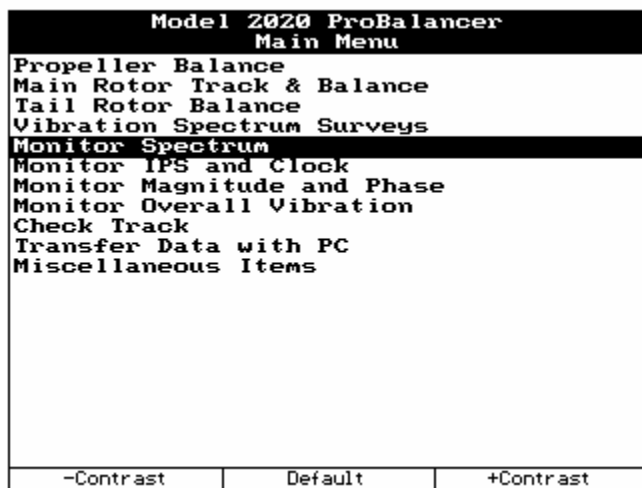 Model 2020 ProBalancer
Main Menu
Propeller Balance
Main Rotor Track & Balance
Tail Rotor Balance
Vibration Spectrum Surveys
Monitor Spectrum
Monitor IPS and Clock
Monitor Magnitude and Phase
Monitor Overall Vibration
Check Track
Transfer Data with PC
Miscellaneous Items
-Contrast Default +Contrast